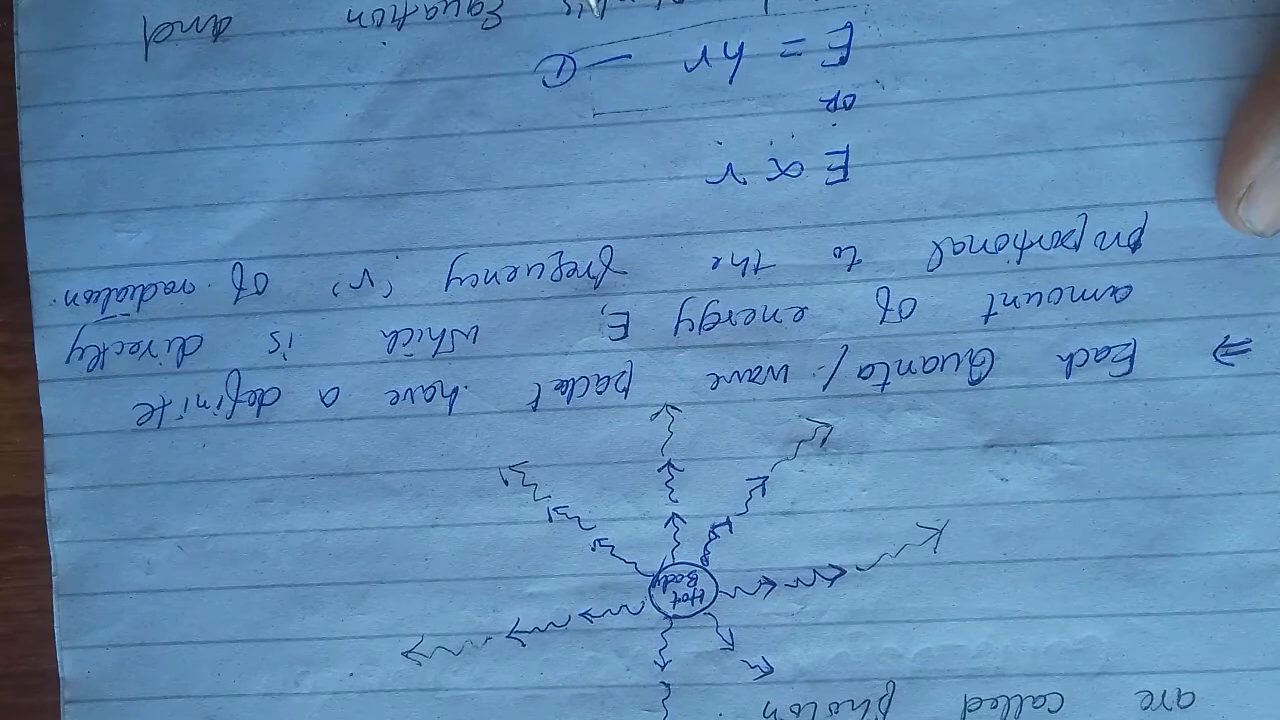 are called photon
Hot
Body
⇒ Each Quanta / wave packet have a definite
amount of energy E, which is directly
proportional to the frequency (ν) of radiation.
E ∝ ν
or
E = hν — ①
Equation and